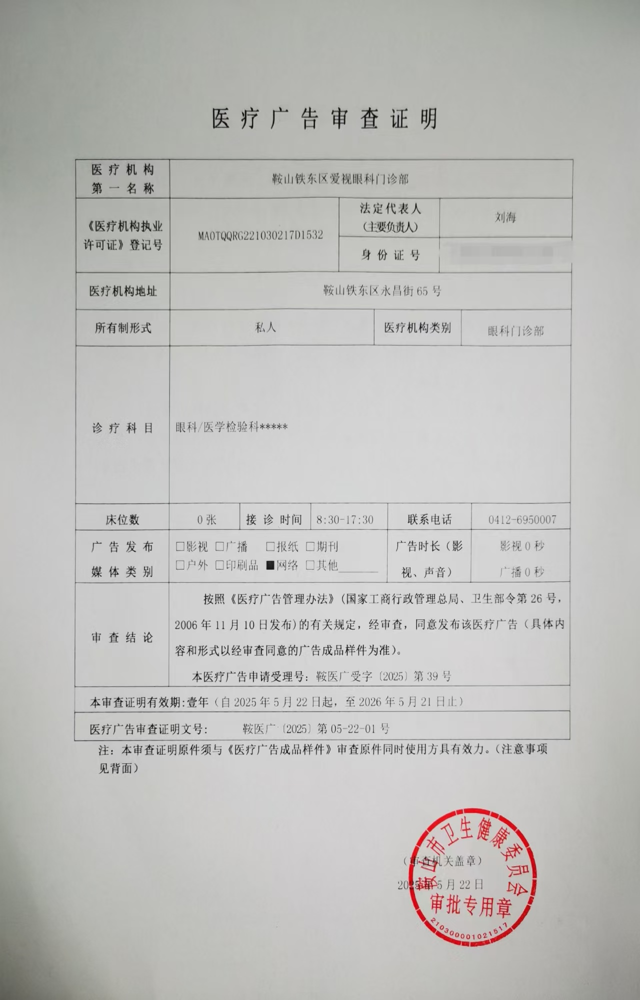 医疗广告审查证明
医疗机构
第一名称
鞍山铁东区爱视眼科门诊部
《医疗机构执业
许可证》登记号
MA0TQQRG221030217D1532
法定代表人
(主要负责人)
刘海
身份证号
医疗机构地址
鞍山铁东区永昌街65号
所有制形式
私人
医疗机构类别
眼科门诊部
诊疗科目
眼科/医学检验科*****
床位数
0张
接诊时间
8:30-17:30
联系电话
0412-6950007
广告发布
媒体类别
□影视 □广播 □报纸 □期刊
□户外 □印刷品 ■网络 □其他
广告时长（影
视、声音）
影视0秒
广播0秒
审查结论
按照《医疗广告管理办法》(国家工商行政管理总局、卫生部令第26号，
2006年11月10日发布)的有关规定，经审查，同意发布该医疗广告（具体内
容和形式以经审查同意的广告成品样件为准）。
本医疗广告申请受理号：鞍医广受字〔2025〕第39号
本审查证明有效期:壹年（自2025年5月22日起，至2026年5月21日止）
医疗广告审查证明文号： 鞍医广〔2025〕第05-22-01号
注：本审查证明原件须与《医疗广告成品样件》审查原件同时使用方具有效力。（注意事项
见背面）
（审查机关盖章）
2025年5月22日
鞍山市卫生健康委员会
审批专用章
210300001021517